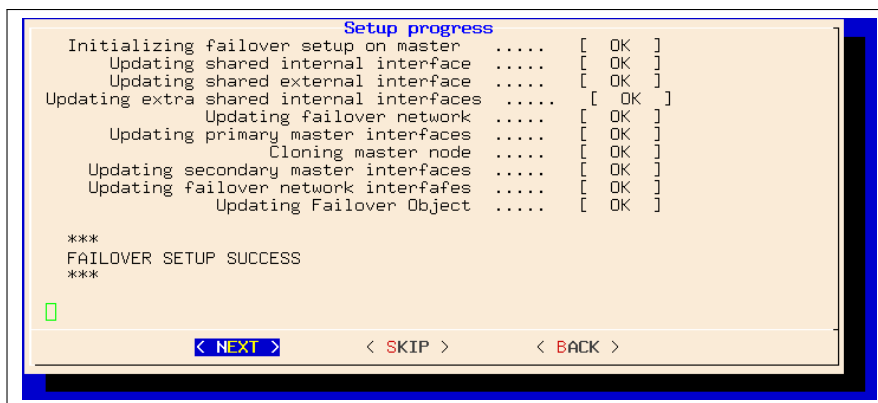 Setup progress
Initializing failover setup on master ..... [ OK ]
Updating shared internal interface ..... [ OK ]
Updating shared external interface ..... [ OK ]
Updating extra shared internal interfaces ..... [ OK ]
Updating failover network ..... [ OK ]
Updating primary master interfaces ..... [ OK ]
Cloning master node ..... [ OK ]
Updating secondary master interfaces ..... [ OK ]
Updating failover network interfafes ..... [ OK ]
Updating Failover Object ..... [ OK ]
***
FAILOVER SETUP SUCCESS
***
< NEXT > < SKIP > < BACK >